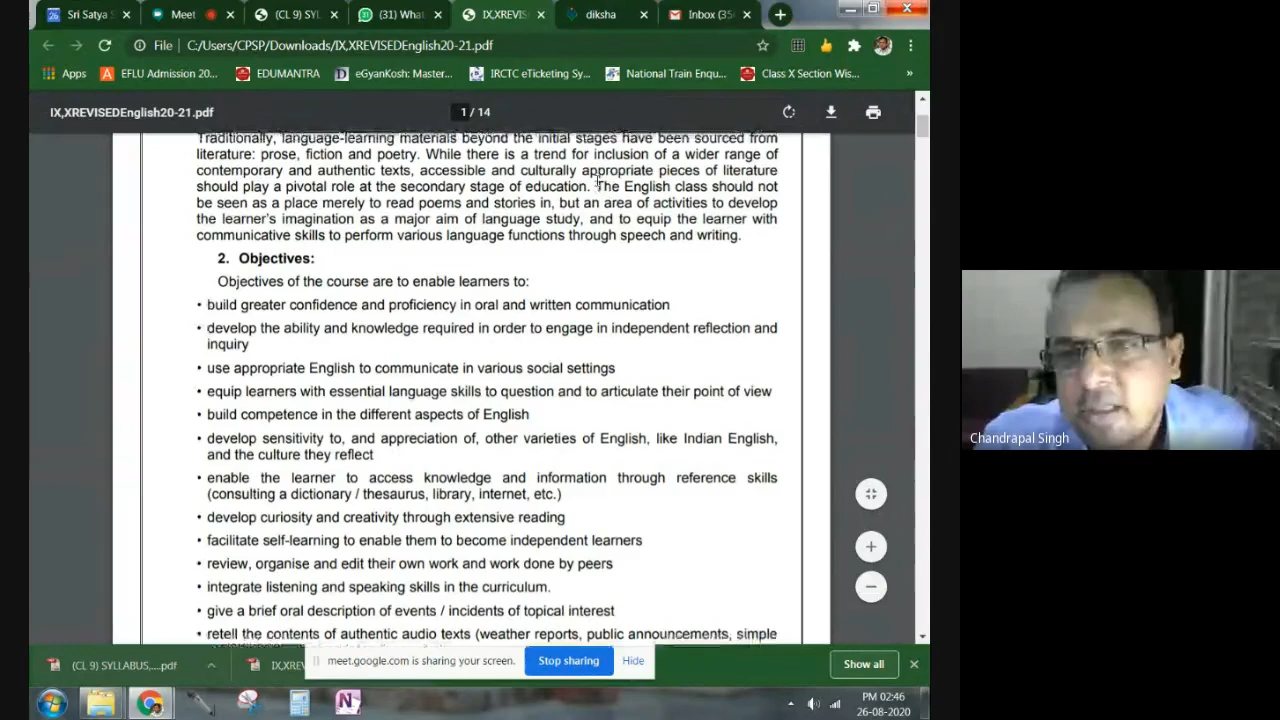 Sri Satya S
Meet
(CL 9) SYL
(31) What
IX,XREVIS
diksha
Inbox (35
File C:/Users/CPSP/Downloads/IX,XREVISEDEnglish20-21.pdf
Apps EFLU Admission 20... EDUMANTRA eGyanKosh: Master... IRCTC eTicketing Sy... National Train Enqu... Class X Section Wis... »
IX,XREVISEDEnglish20-21.pdf 1 / 14
Traditionally, language-learning materials beyond the initial stages have been sourced from
literature: prose, fiction and poetry. While there is a trend for inclusion of a wider range of
contemporary and authentic texts, accessible and culturally appropriate pieces of literature
should play a pivotal role at the secondary stage of education. The English class should not
be seen as a place merely to read poems and stories in, but an area of activities to develop
the learner's imagination as a major aim of language study, and to equip the learner with
communicative skills to perform various language functions through speech and writing.
2. Objectives:
Objectives of the course are to enable learners to:
• build greater confidence and proficiency in oral and written communication
• develop the ability and knowledge required in order to engage in independent reflection and
inquiry
• use appropriate English to communicate in various social settings
• equip learners with essential language skills to question and to articulate their point of view
• build competence in the different aspects of English
• develop sensitivity to, and appreciation of, other varieties of English, like Indian English,
and the culture they reflect
• enable the learner to access knowledge and information through reference skills
(consulting a dictionary / thesaurus, library, internet, etc.)
• develop curiosity and creativity through extensive reading
• facilitate self-learning to enable them to become independent learners
• review, organise and edit their own work and work done by peers
• integrate listening and speaking skills in the curriculum.
• give a brief oral description of events / incidents of topical interest
• retell the contents of authentic audio texts (weather reports, public announcements, simple
Chandrapal Singh
(CL 9) SYLLABUS,....pdf
IX,XRE
meet.google.com is sharing your screen. Stop sharing Hide
Show all
PM 02:46
26-08-2020